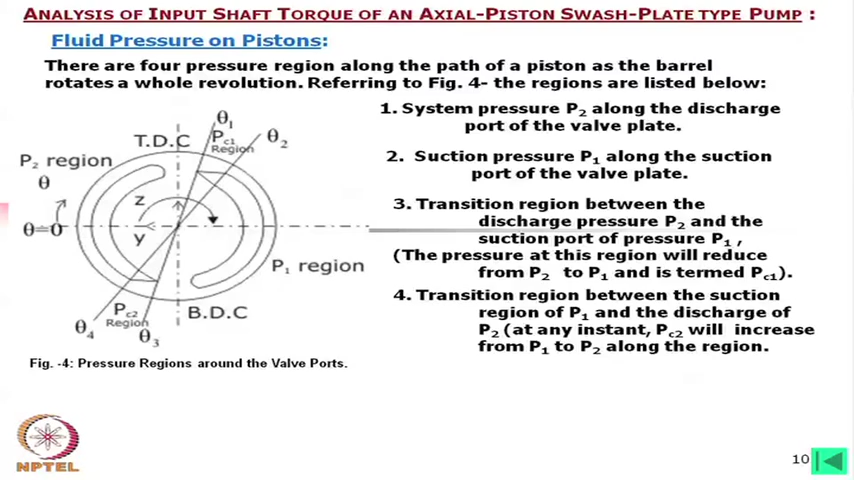 ANALYSIS OF INPUT SHAFT TORQUE OF AN AXIAL-PISTON SWASH-PLATE TYPE PUMP :
Fluid Pressure on Pistons:
There are four pressure region along the path of a piston as the barrel
rotates a whole revolution. Referring to Fig. 4- the regions are listed below:
1. System pressure P2 along the discharge
port of the valve plate.
2. Suction pressure P1 along the suction
port of the valve plate.
3. Transition region between the
discharge pressure P2 and the
suction port of pressure P1 ,
(The pressure at this region will reduce
from P2 to P1 and is termed Pc1).
4. Transition region between the suction
region of P1 and the discharge of
P2 (at any instant, Pc2 will increase
from P1 to P2 along the region.
θ1
T.D.C
Pc1
Region
θ2
P2 region
θ
z
θ=0
y
P1 region
Pc2
Region
B.D.C
θ4
θ3
Fig. -4: Pressure Regions around the Valve Ports.
NPTEL
10